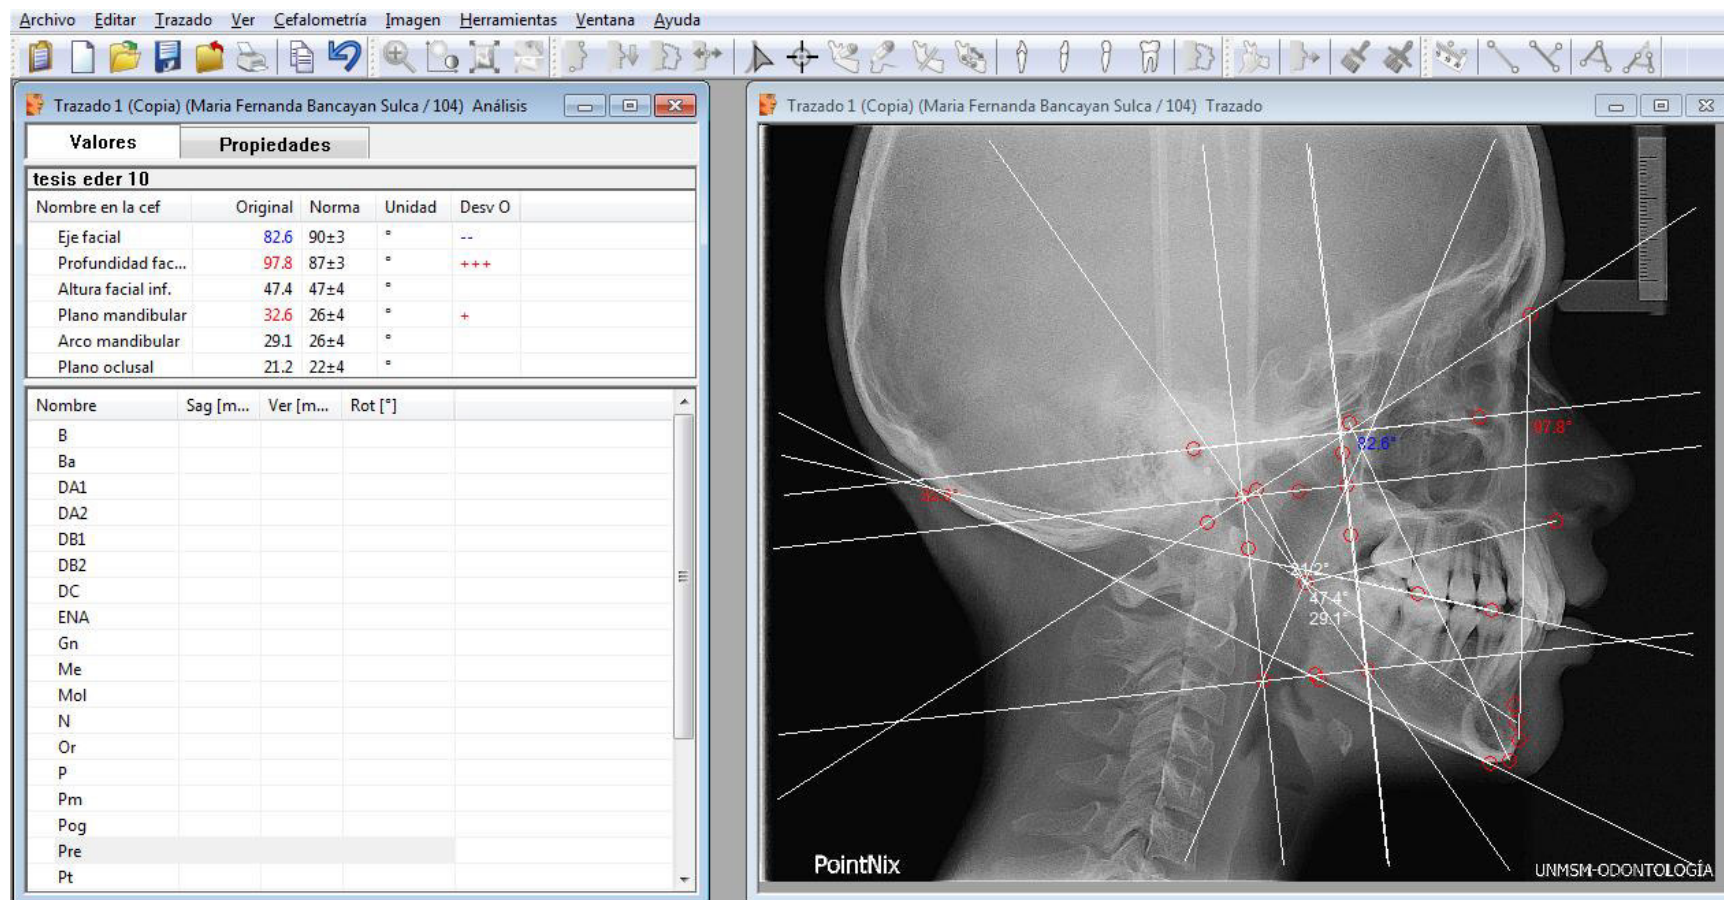 Archivo Editar Trazado Ver Cefalometría Imagen Herramientas Ventana Ayuda
Trazado 1 (Copia) (Maria Fernanda Bancayan Sulca / 104) Análisis
Valores Propiedades
tesis eder 10
Nombre en la cef Original Norma Unidad Desv O
Eje facial 82.6 90±3 ° --
Profundidad fac... 97.8 87±3 ° +++
Altura facial inf. 47.4 47±4 °
Plano mandibular 32.6 26±4 ° +
Arco mandibular 29.1 26±4 °
Plano oclusal 21.2 22±4 °
Nombre Sag [m... Ver [m... Rot [°]
B
Ba
DA1
DA2
DB1
DB2
DC
ENA
Gn
Me
Mol
N
Or
P
Pm
Pog
Pre
Pt
Trazado 1 (Copia) (Maria Fernanda Bancayan Sulca / 104) Trazado
97.8°
82.6°
21.2°
47.4°
29.1°
PointNix
UNMSM-ODONTOLOGÍA